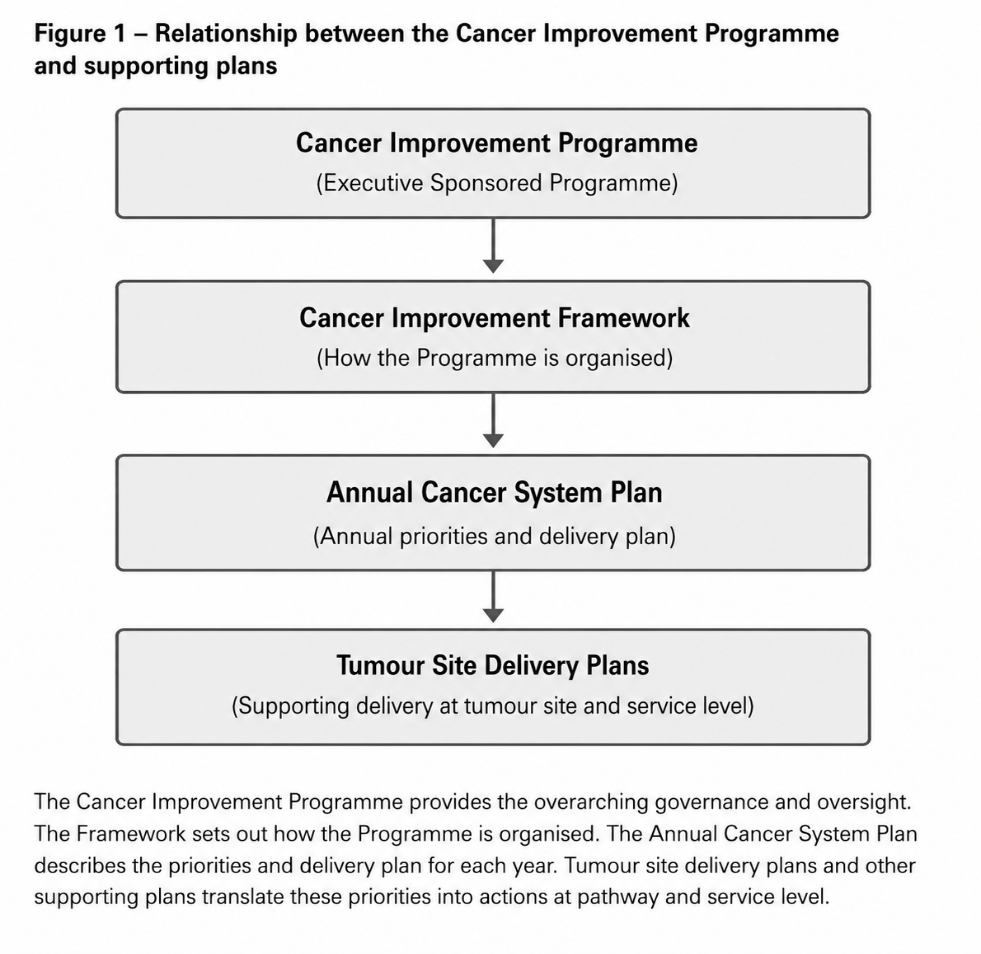 Figure 1 – Relationship between the Cancer Improvement Programme
and supporting plans
Cancer Improvement Programme
(Executive Sponsored Programme)
Cancer Improvement Framework
(How the Programme is organised)
Annual Cancer System Plan
(Annual priorities and delivery plan)
Tumour Site Delivery Plans
(Supporting delivery at tumour site and service level)
The Cancer Improvement Programme provides the overarching governance and oversight.
The Framework sets out how the Programme is organised. The Annual Cancer System Plan
describes the priorities and delivery plan for each year. Tumour site delivery plans and other
supporting plans translate these priorities into actions at pathway and service level.